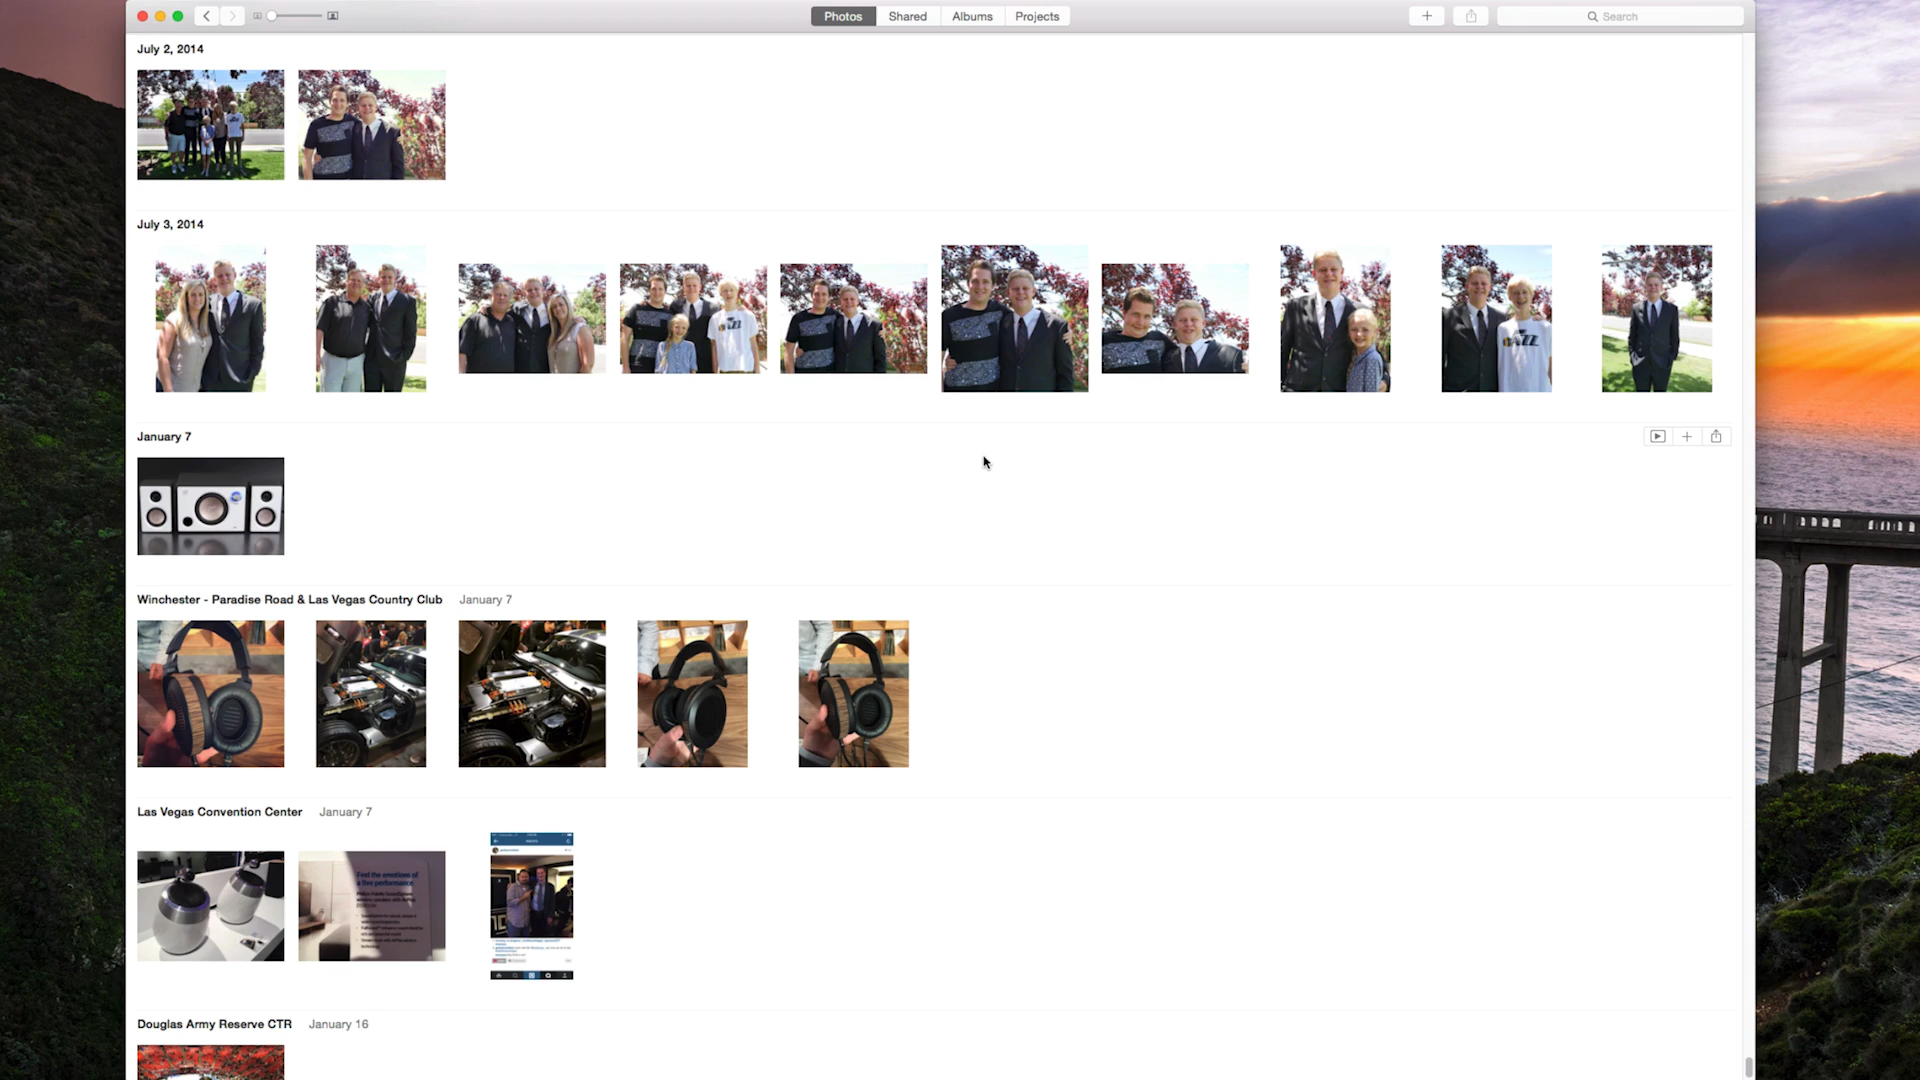 Photos
Shared
Albums
Projects
Search
July 2, 2014
July 3, 2014
January 7
Winchester - Paradise Road & Las Vegas Country Club January 7
Las Vegas Convention Center January 7
Feel the emotions of
a live performance
Douglas Army Reserve CTR January 16